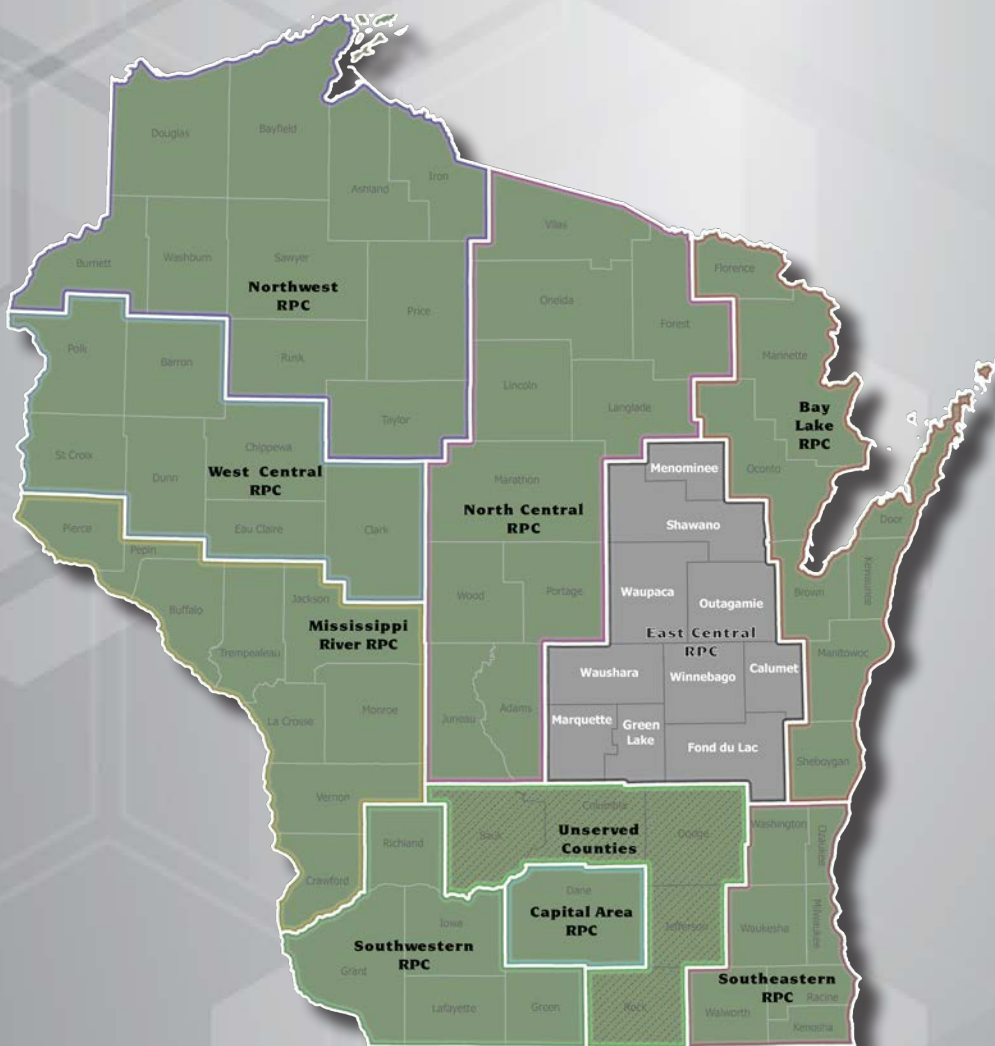 Douglas
Bayfield
Ashland
Iron
Burnett
Washburn
Sawyer
Northwest
RPC
Price
Rusk
Taylor
Vilas
Oneida
Forest
Lincoln
Langlade
Marathon
North Central
RPC
Wood
Portage
Juneau
Adams
Florence
Marinette
Bay
Lake
RPC
Oconto
Door
Brown
Kewaunee
Manitowoc
Sheboygan
Polk
Barron
St Croix
Dunn
Chippewa
West Central
RPC
Eau Claire
Clark
Pierce
Pepin
Buffalo
Jackson
Mississippi
River RPC
Trempealeau
La Crosse
Monroe
Vernon
Crawford
Menominee
Shawano
Waupaca
Outagamie
East Central
RPC
Waushara
Winnebago
Calumet
Marquette
Green
Lake
Fond du Lac
Sauk
Columbia
Dodge
Unserved
Counties
Jefferson
Rock
Dane
Capital Area
RPC
Richland
Iowa
Southwestern
RPC
Grant
Lafayette
Green
Washington
Ozaukee
Waukesha
Milwaukee
Southeastern
RPC
Racine
Walworth
Kenosha